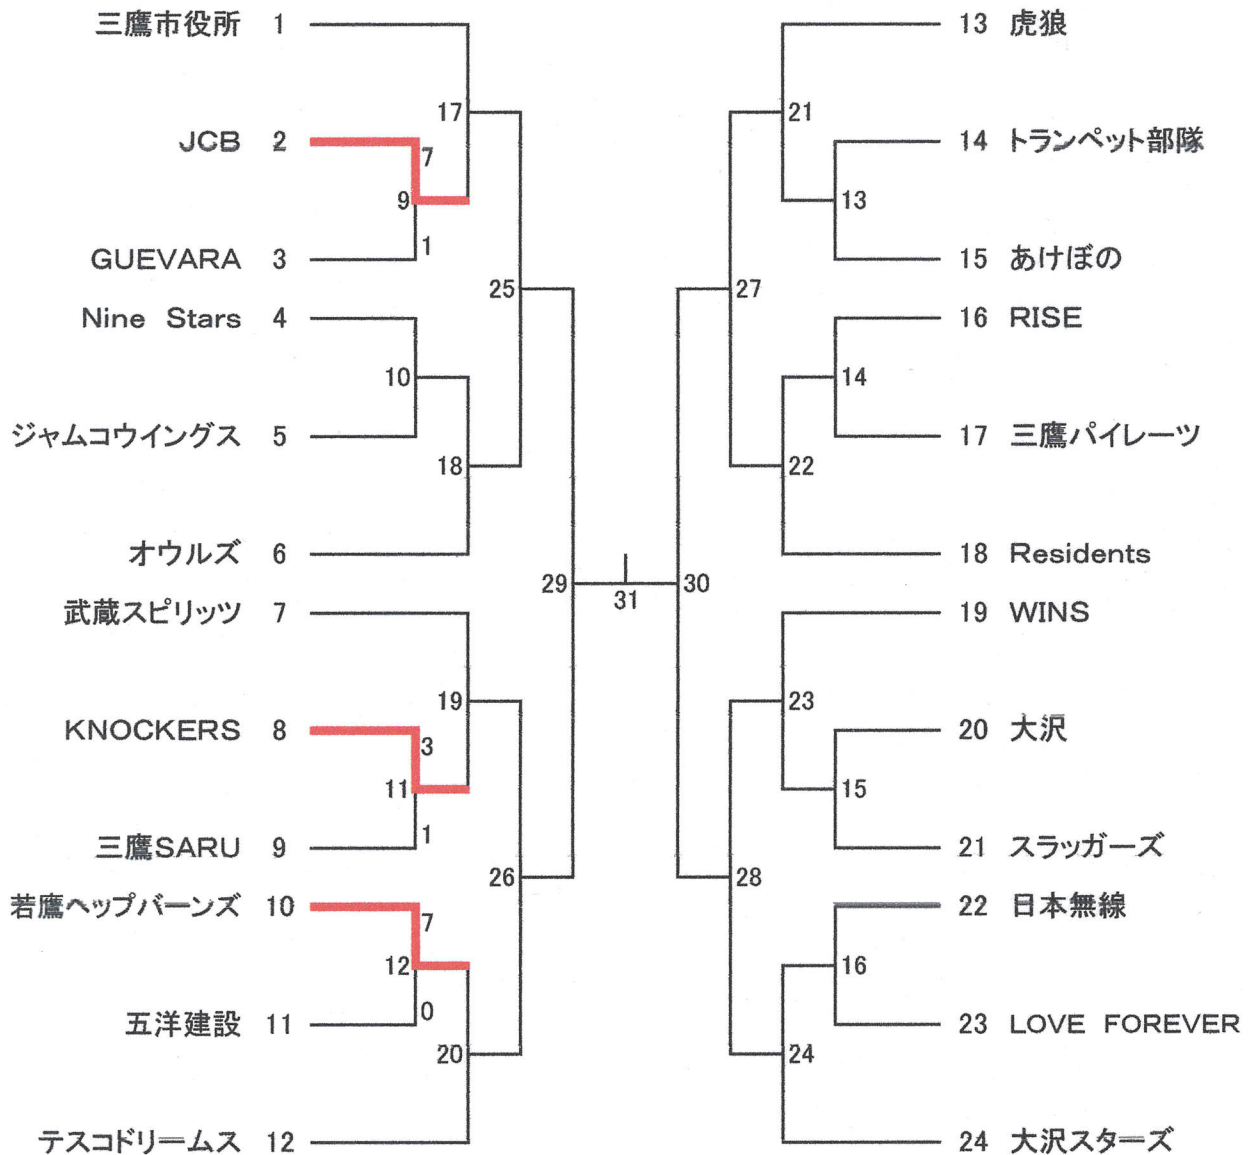 三鷹市役所 1
JCB 2
7
9
1
GUEVARA 3
17
Nine Stars 4
10
ジャムコウイングス 5
18
オウルズ 6
25
武蔵スピリッツ 7
19
KNOCKERS 8
3
11
1
三鷹SARU 9
26
若鷹ヘップバーンズ 10
7
12
0
五洋建設 11
20
テスコドリームス 12
29
31
30
13 虎狼
21
14 トランペット部隊
13
15 あけぼの
27
16 RISE
14
17 三鷹パイレーツ
22
18 Residents
19 WINS
23
20 大沢
15
21 スラッガーズ
28
22 日本無線
16
23 LOVE FOREVER
24
24 大沢スターズ